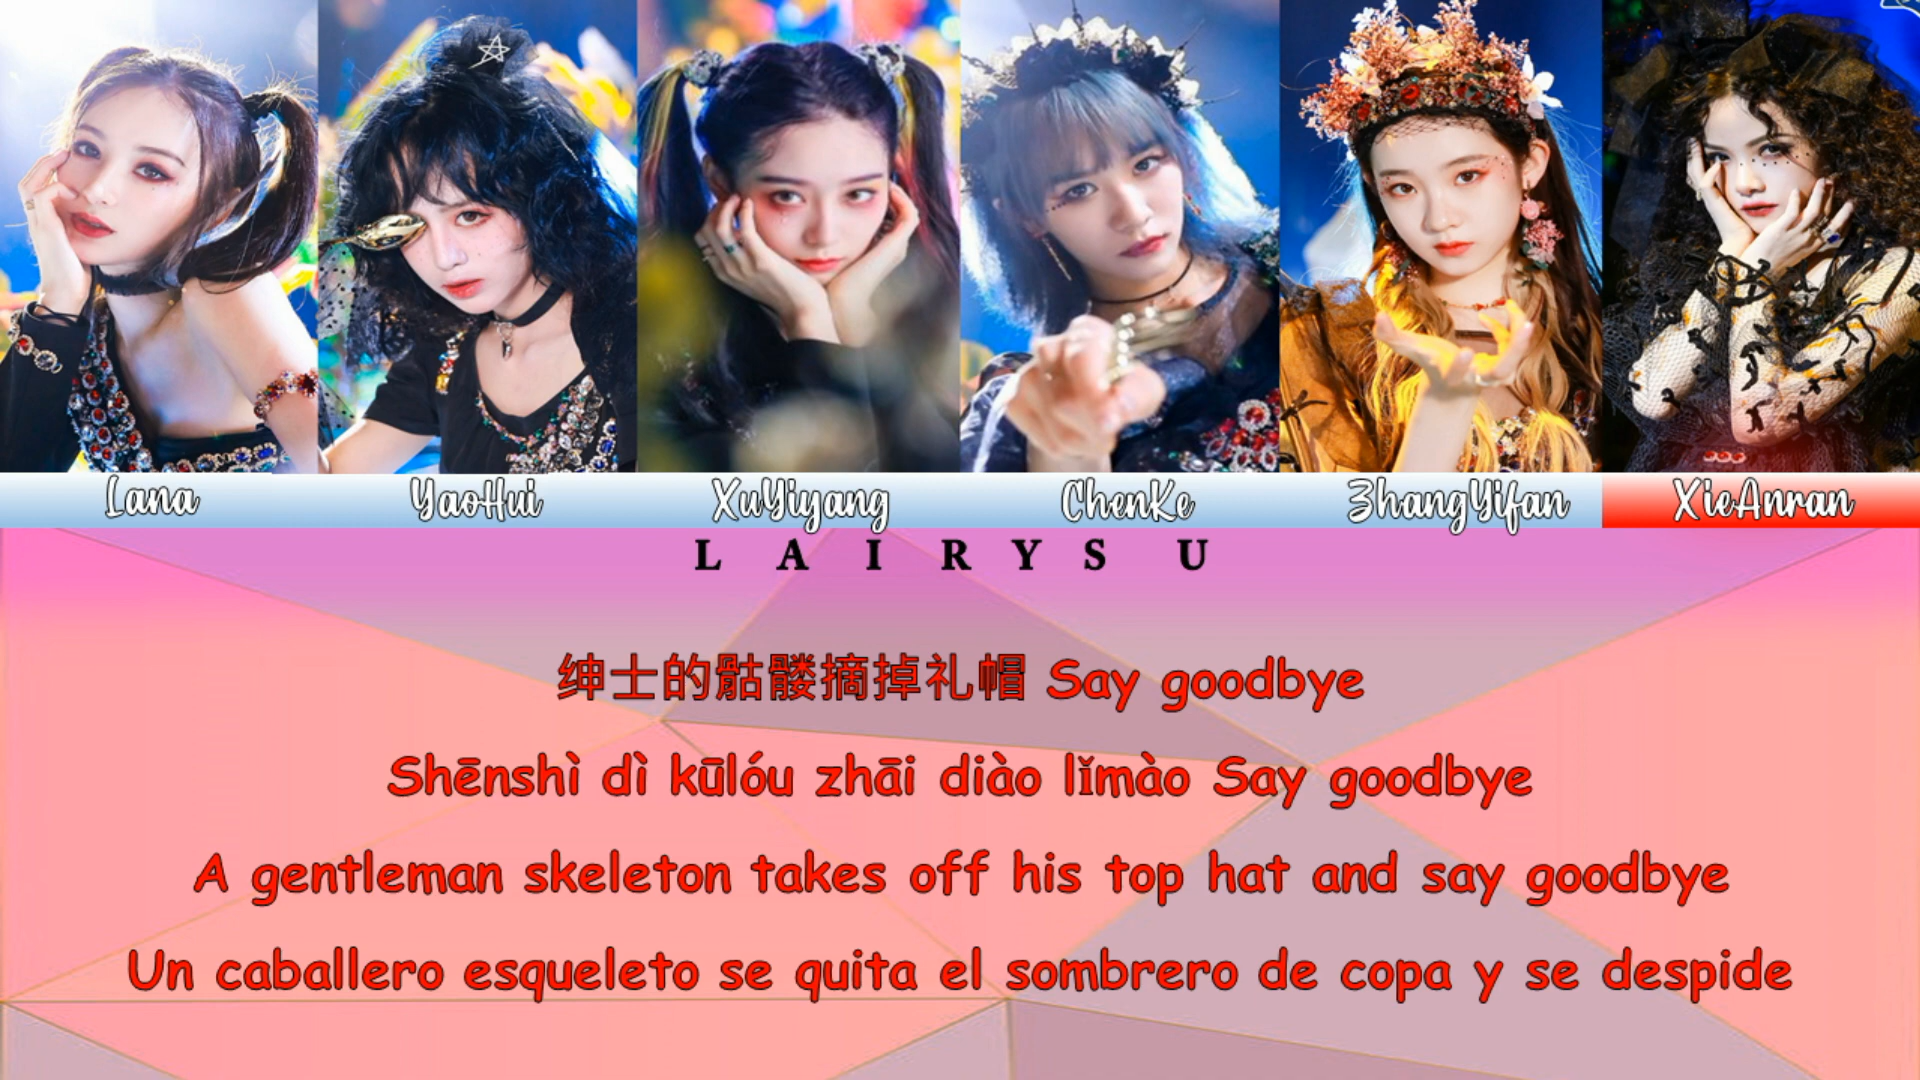 Lana YaoHui XuYiyang ChenKe ZhangYifan XieAnran
LAIRYSU
绅士的骷髅摘掉礼帽 Say goodbye
Shēnshì dì kūlóu zhāi diào lǐmào Say goodbye
A gentleman skeleton takes off his top hat and say goodbye
Un caballero esqueleto se quita el sombrero de copa y se despide